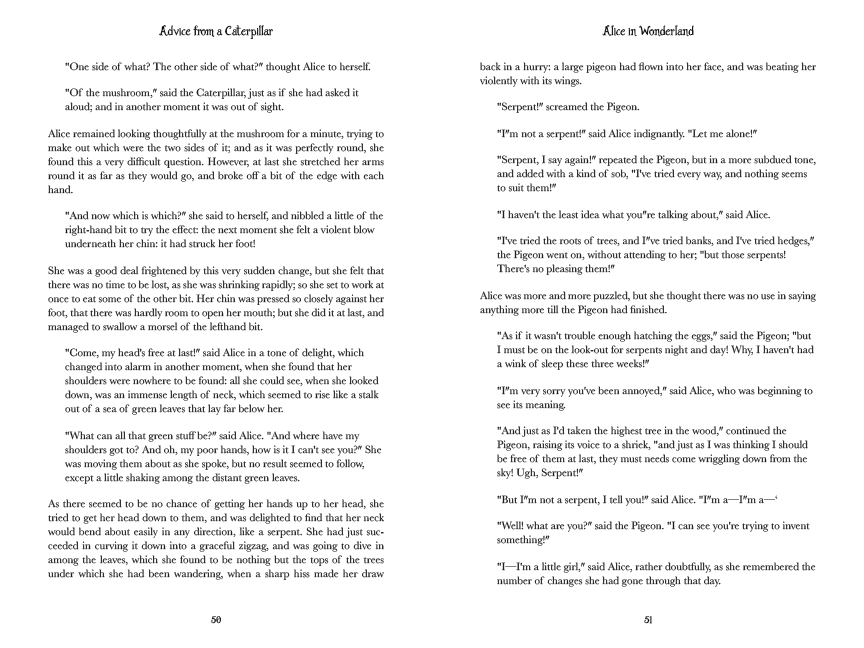 Advice from a Caterpillar
"One side of what? The other side of what?" thought Alice to herself.
"Of the mushroom," said the Caterpillar, just as if she had asked it
aloud; and in another moment it was out of sight.
Alice remained looking thoughtfully at the mushroom for a minute, trying to
make out which were the two sides of it; and as it was perfectly round, she
found this a very difficult question. However, at last she stretched her arms
round it as far as they would go, and broke off a bit of the edge with each
hand.
"And now which is which?" she said to herself, and nibbled a little of the
right-hand bit to try the effect: the next moment she felt a violent blow
underneath her chin: it had struck her foot!
She was a good deal frightened by this very sudden change, but she felt that
there was no time to be lost, as she was shrinking rapidly; so she set to work at
once to eat some of the other bit. Her chin was pressed so closely against her
foot, that there was hardly room to open her mouth; but she did it at last, and
managed to swallow a morsel of the lefthand bit.
"Come, my head's free at last!" said Alice in a tone of delight, which
changed into alarm in another moment, when she found that her
shoulders were nowhere to be found: all she could see, when she looked
down, was an immense length of neck, which seemed to rise like a stalk
out of a sea of green leaves that lay far below her.
"What can all that green stuff be?" said Alice. "And where have my
shoulders got to? And oh, my poor hands, how is it I can't see you?" She
was moving them about as she spoke, but no result seemed to follow,
except a little shaking among the distant green leaves.
As there seemed to be no chance of getting her hands up to her head, she
tried to get her head down to them, and was delighted to find that her neck
would bend about easily in any direction, like a serpent. She had just suc-
ceeded in curving it down into a graceful zigzag, and was going to dive in
among the leaves, which she found to be nothing but the tops of the trees
under which she had been wandering, when a sharp hiss made her draw
50
Alice in Wonderland
back in a hurry: a large pigeon had flown into her face, and was beating her
violently with its wings.
"Serpent!" screamed the Pigeon.
"I"m not a serpent!" said Alice indignantly. "Let me alone!"
"Serpent, I say again!" repeated the Pigeon, but in a more subdued tone,
and added with a kind of sob, "I've tried every way, and nothing seems
to suit them!"
"I haven't the least idea what you"re talking about," said Alice.
"I've tried the roots of trees, and I"ve tried banks, and I've tried hedges,"
the Pigeon went on, without attending to her; "but those serpents!
There's no pleasing them!"
Alice was more and more puzzled, but she thought there was no use in saying
anything more till the Pigeon had finished.
"As if it wasn't trouble enough hatching the eggs," said the Pigeon; "but
I must be on the look-out for serpents night and day! Why, I haven't had
a wink of sleep these three weeks!"
"I"m very sorry you've been annoyed," said Alice, who was beginning to
see its meaning.
"And just as I'd taken the highest tree in the wood," continued the
Pigeon, raising its voice to a shriek, "and just as I was thinking I should
be free of them at last, they must needs come wriggling down from the
sky! Ugh, Serpent!"
"But I"m not a serpent, I tell you!" said Alice. "I"m a—I"m a—‘
"Well! what are you?" said the Pigeon. "I can see you're trying to invent
something!"
"I—I'm a little girl," said Alice, rather doubtfully, as she remembered the
number of changes she had gone through that day.
51